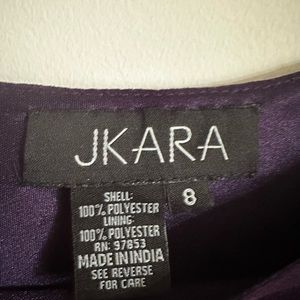 JKARA
8
SHELL:
100% POLYESTER
LINING:
100% POLYESTER
RN: 97853
MADE IN INDIA
SEE REVERSE
FOR CARE